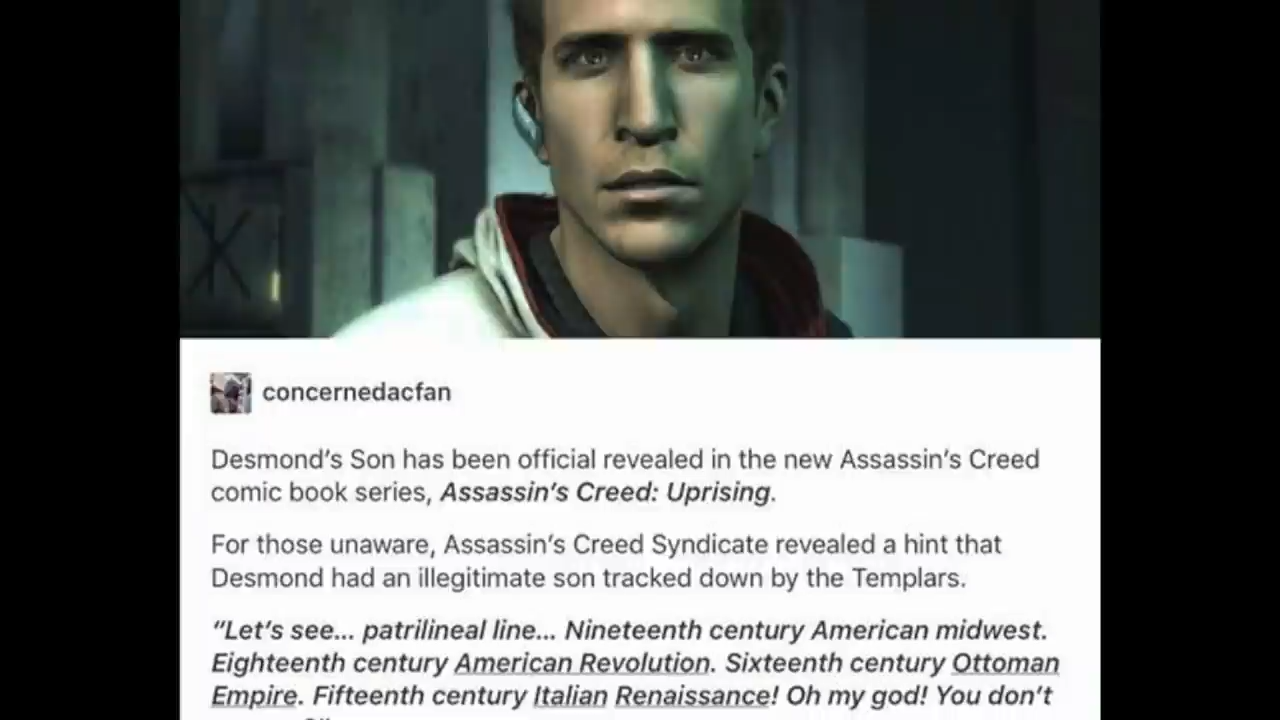 concernedacfan
Desmond's Son has been official revealed in the new Assassin's Creed
comic book series, Assassin's Creed: Uprising.
For those unaware, Assassin's Creed Syndicate revealed a hint that
Desmond had an illegitimate son tracked down by the Templars.
“Let's see... patrilineal line... Nineteenth century American midwest.
Eighteenth century American Revolution. Sixteenth century Ottoman
Empire. Fifteenth century Italian Renaissance! Oh my god! You don't